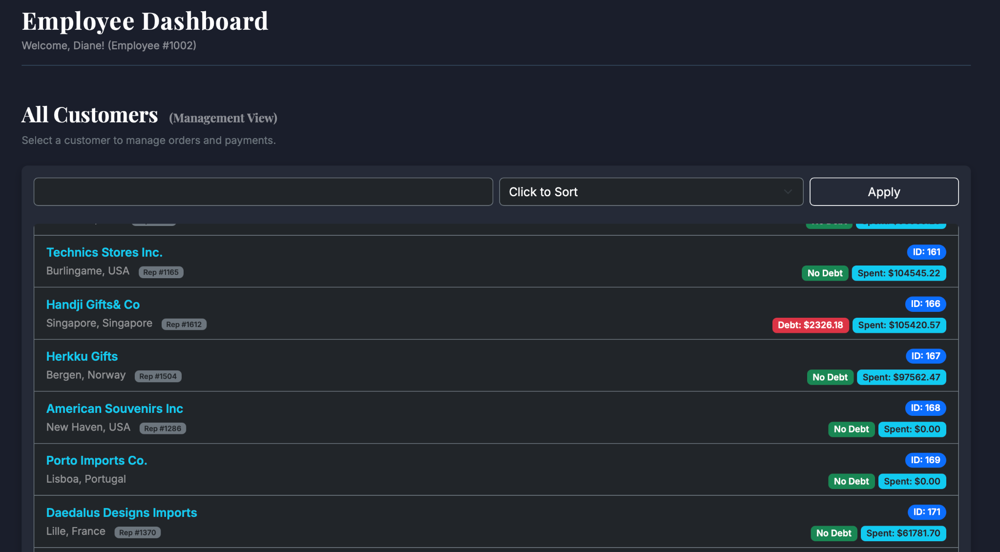 Employee Dashboard
Welcome, Diane! (Employee #1002)
All Customers (Management View)
Select a customer to manage orders and payments.
Click to Sort
Apply
Technics Stores Inc.
ID: 161
Burlingame, USA Rep #1165
No Debt Spent: $104545.22
Handji Gifts& Co
ID: 166
Singapore, Singapore Rep #1612
Debt: $2326.18 Spent: $105420.57
Herkku Gifts
ID: 167
Bergen, Norway Rep #1504
No Debt Spent: $97562.47
American Souvenirs Inc
ID: 168
New Haven, USA Rep #1286
No Debt Spent: $0.00
Porto Imports Co.
ID: 169
Lisboa, Portugal
No Debt Spent: $0.00
Daedalus Designs Imports
ID: 171
Lille, France Rep #1370
No Debt Spent: $61781.70